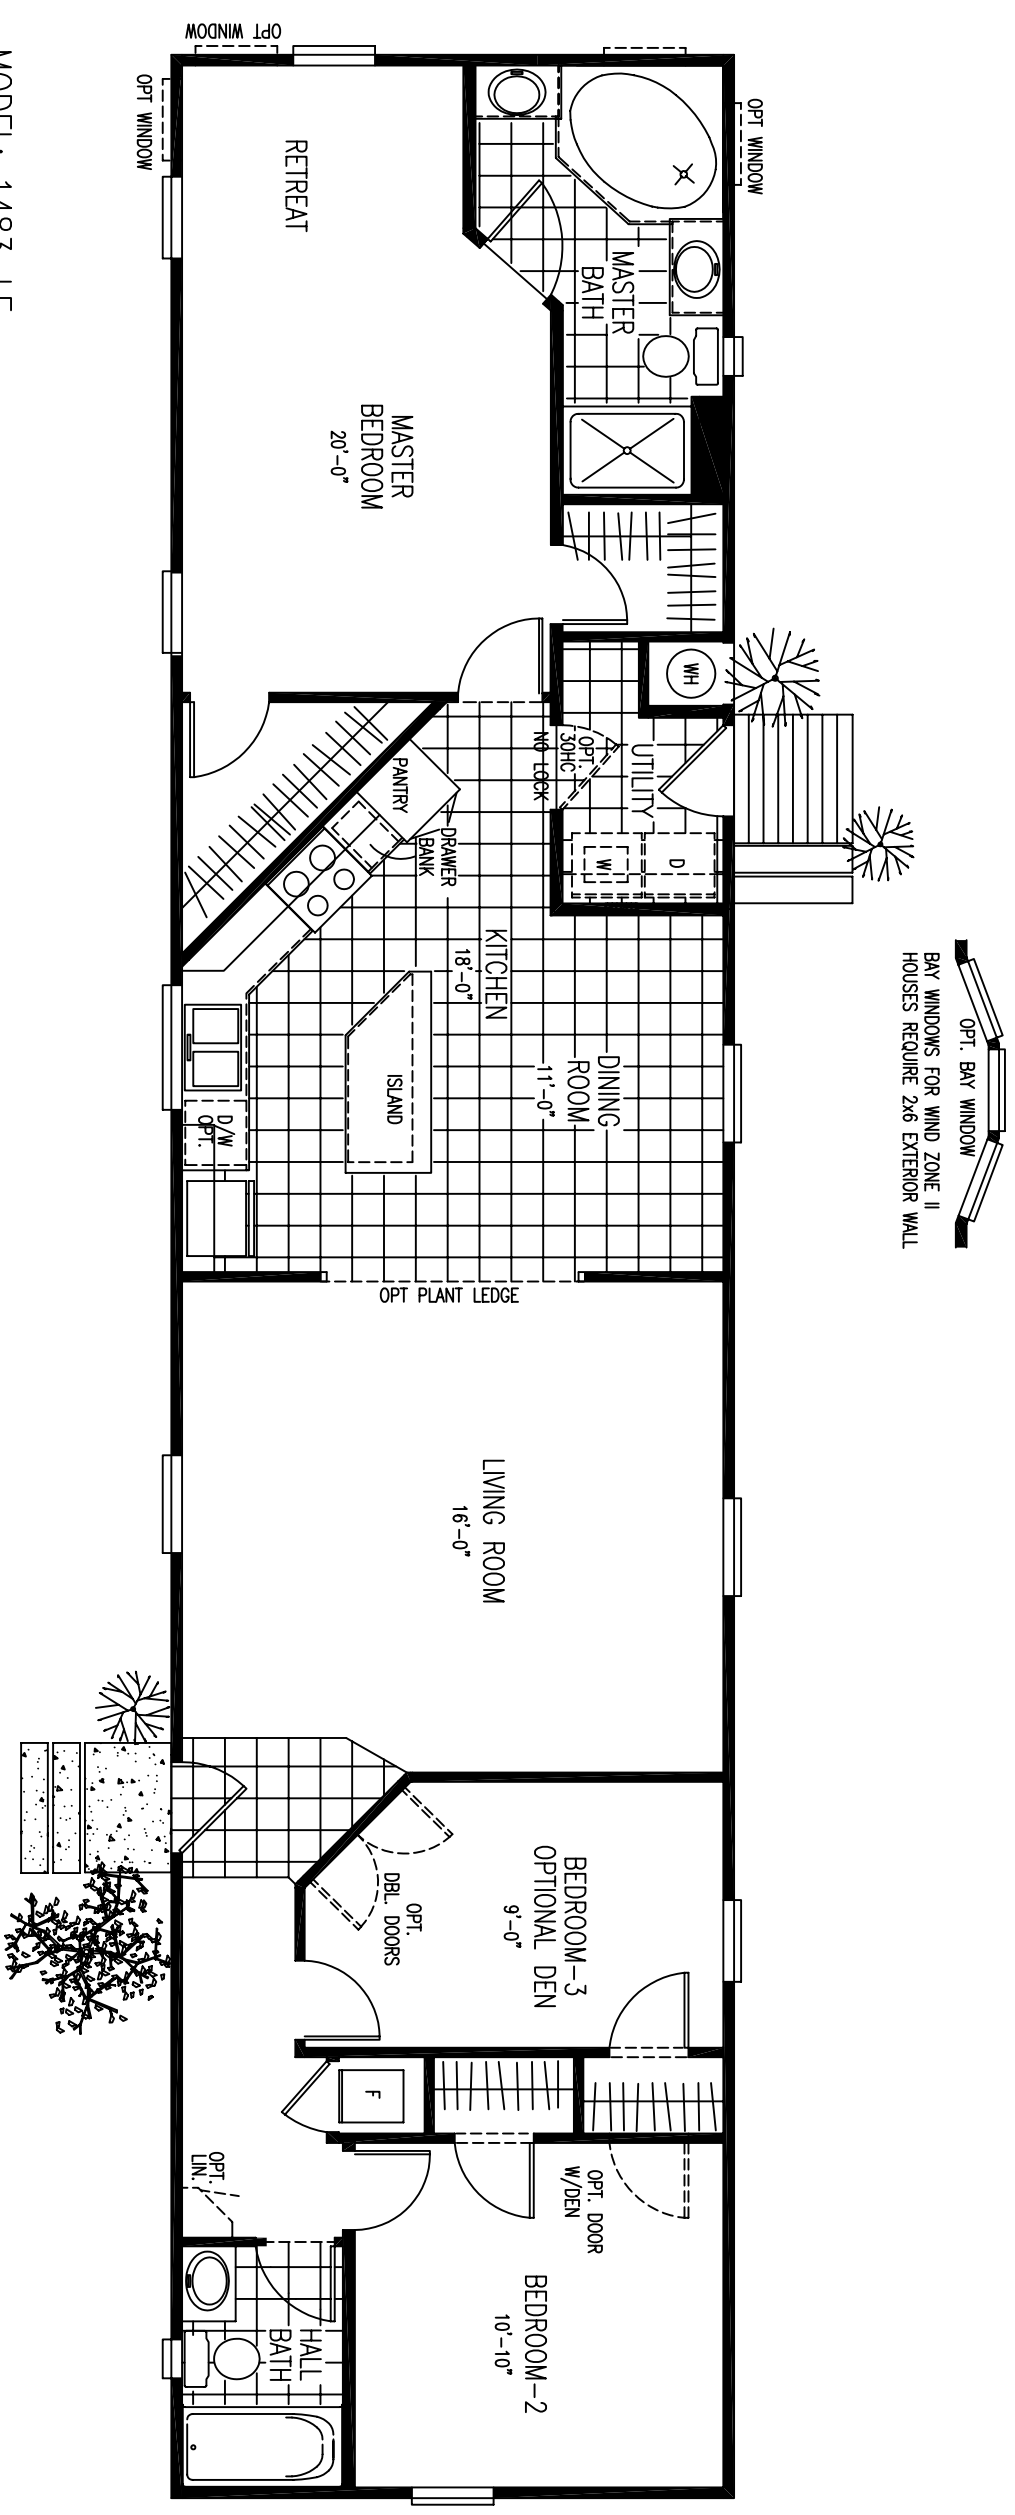 OPT WINDOW
OPT WINDOW
OPT WINDOW
RETREAT
MASTER
BATH
MASTER
BEDROOM
20'-0"
WH
UTILITY
OPT.
30HC
NO LOCK
PANTRY
DRAWER
BANK
W
D
KITCHEN
18'-0"
DINING
ROOM
11'-0"
ISLAND
D/W
OPT.
OPT. BAY WINDOW
BAY WINDOWS FOR WIND ZONE II
HOUSES REQUIRE 2x6 EXTERIOR WALL
OPT PLANT LEDGE
LIVING ROOM
16'-0"
BEDROOM-3
OPTIONAL DEN
9'-0"
OPT.
DBL. DOORS
F
OPT. DOOR
W/DEN
OPT.
LIN.
BEDROOM-2
10'-10"
HALL
BATH